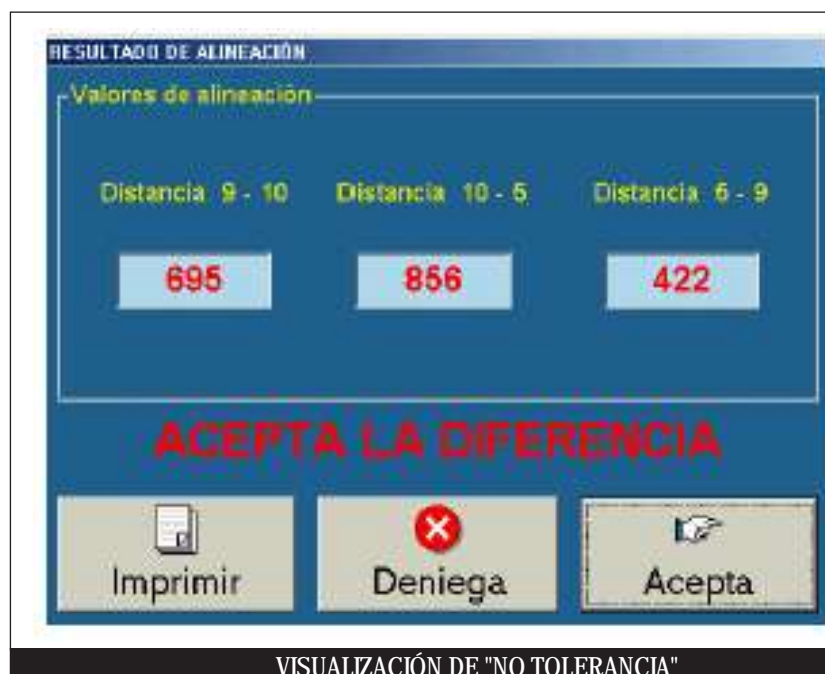 RESULTADO DE ALINEACIÓN
Valores de alineación
Distancia 9 - 10 Distancia 10 - 6 Distancia 6 - 9
695 856 422
ACEPTA LA DIFERENCIA
Imprimir Deniega Acepta
VISUALIZACIÓN DE "NO TOLERANCIA"